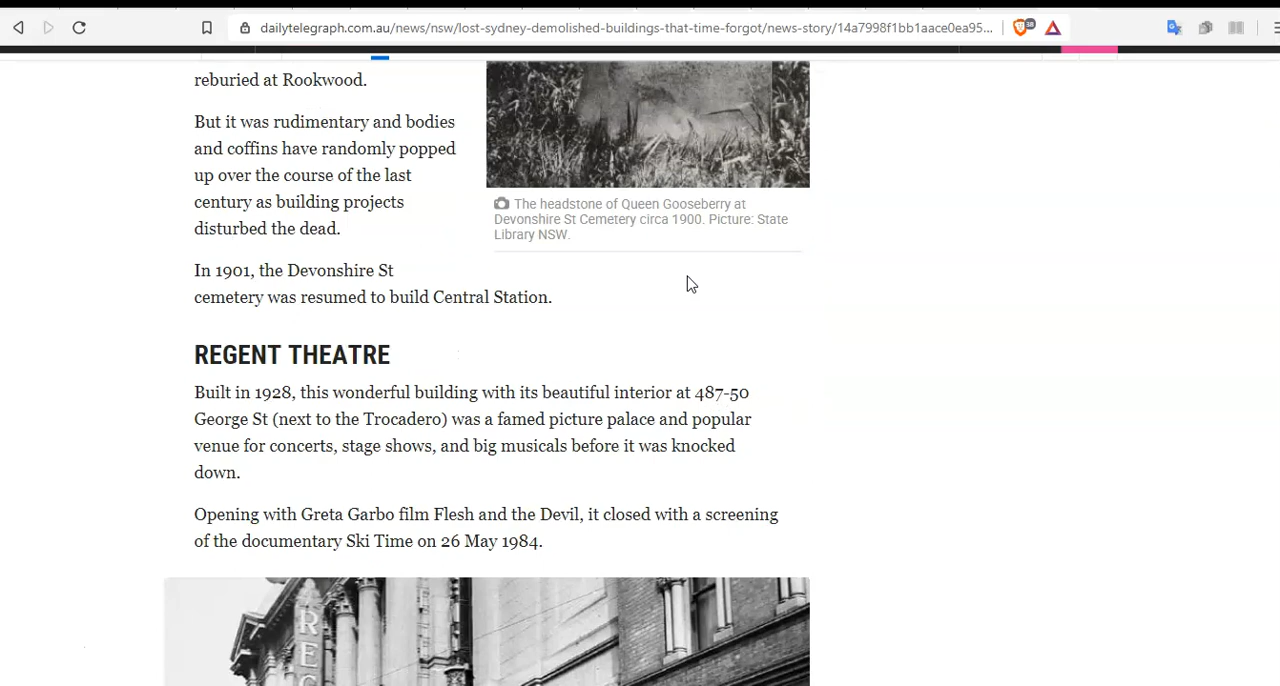 dailytelegraph.com.au/news/nsw/lost-sydney-demolished-buildings-that-time-forgot/news-story/14a7998f1bb1aace0ea95...
reburied at Rookwood.
But it was rudimentary and bodies
and coffins have randomly popped
up over the course of the last
century as building projects
disturbed the dead.
The headstone of Queen Gooseberry at
Devonshire St Cemetery circa 1900. Picture: State
Library NSW.
In 1901, the Devonshire St
cemetery was resumed to build Central Station.
REGENT THEATRE
Built in 1928, this wonderful building with its beautiful interior at 487-50
George St (next to the Trocadero) was a famed picture palace and popular
venue for concerts, stage shows, and big musicals before it was knocked
down.
Opening with Greta Garbo film Flesh and the Devil, it closed with a screening
of the documentary Ski Time on 26 May 1984.
RE